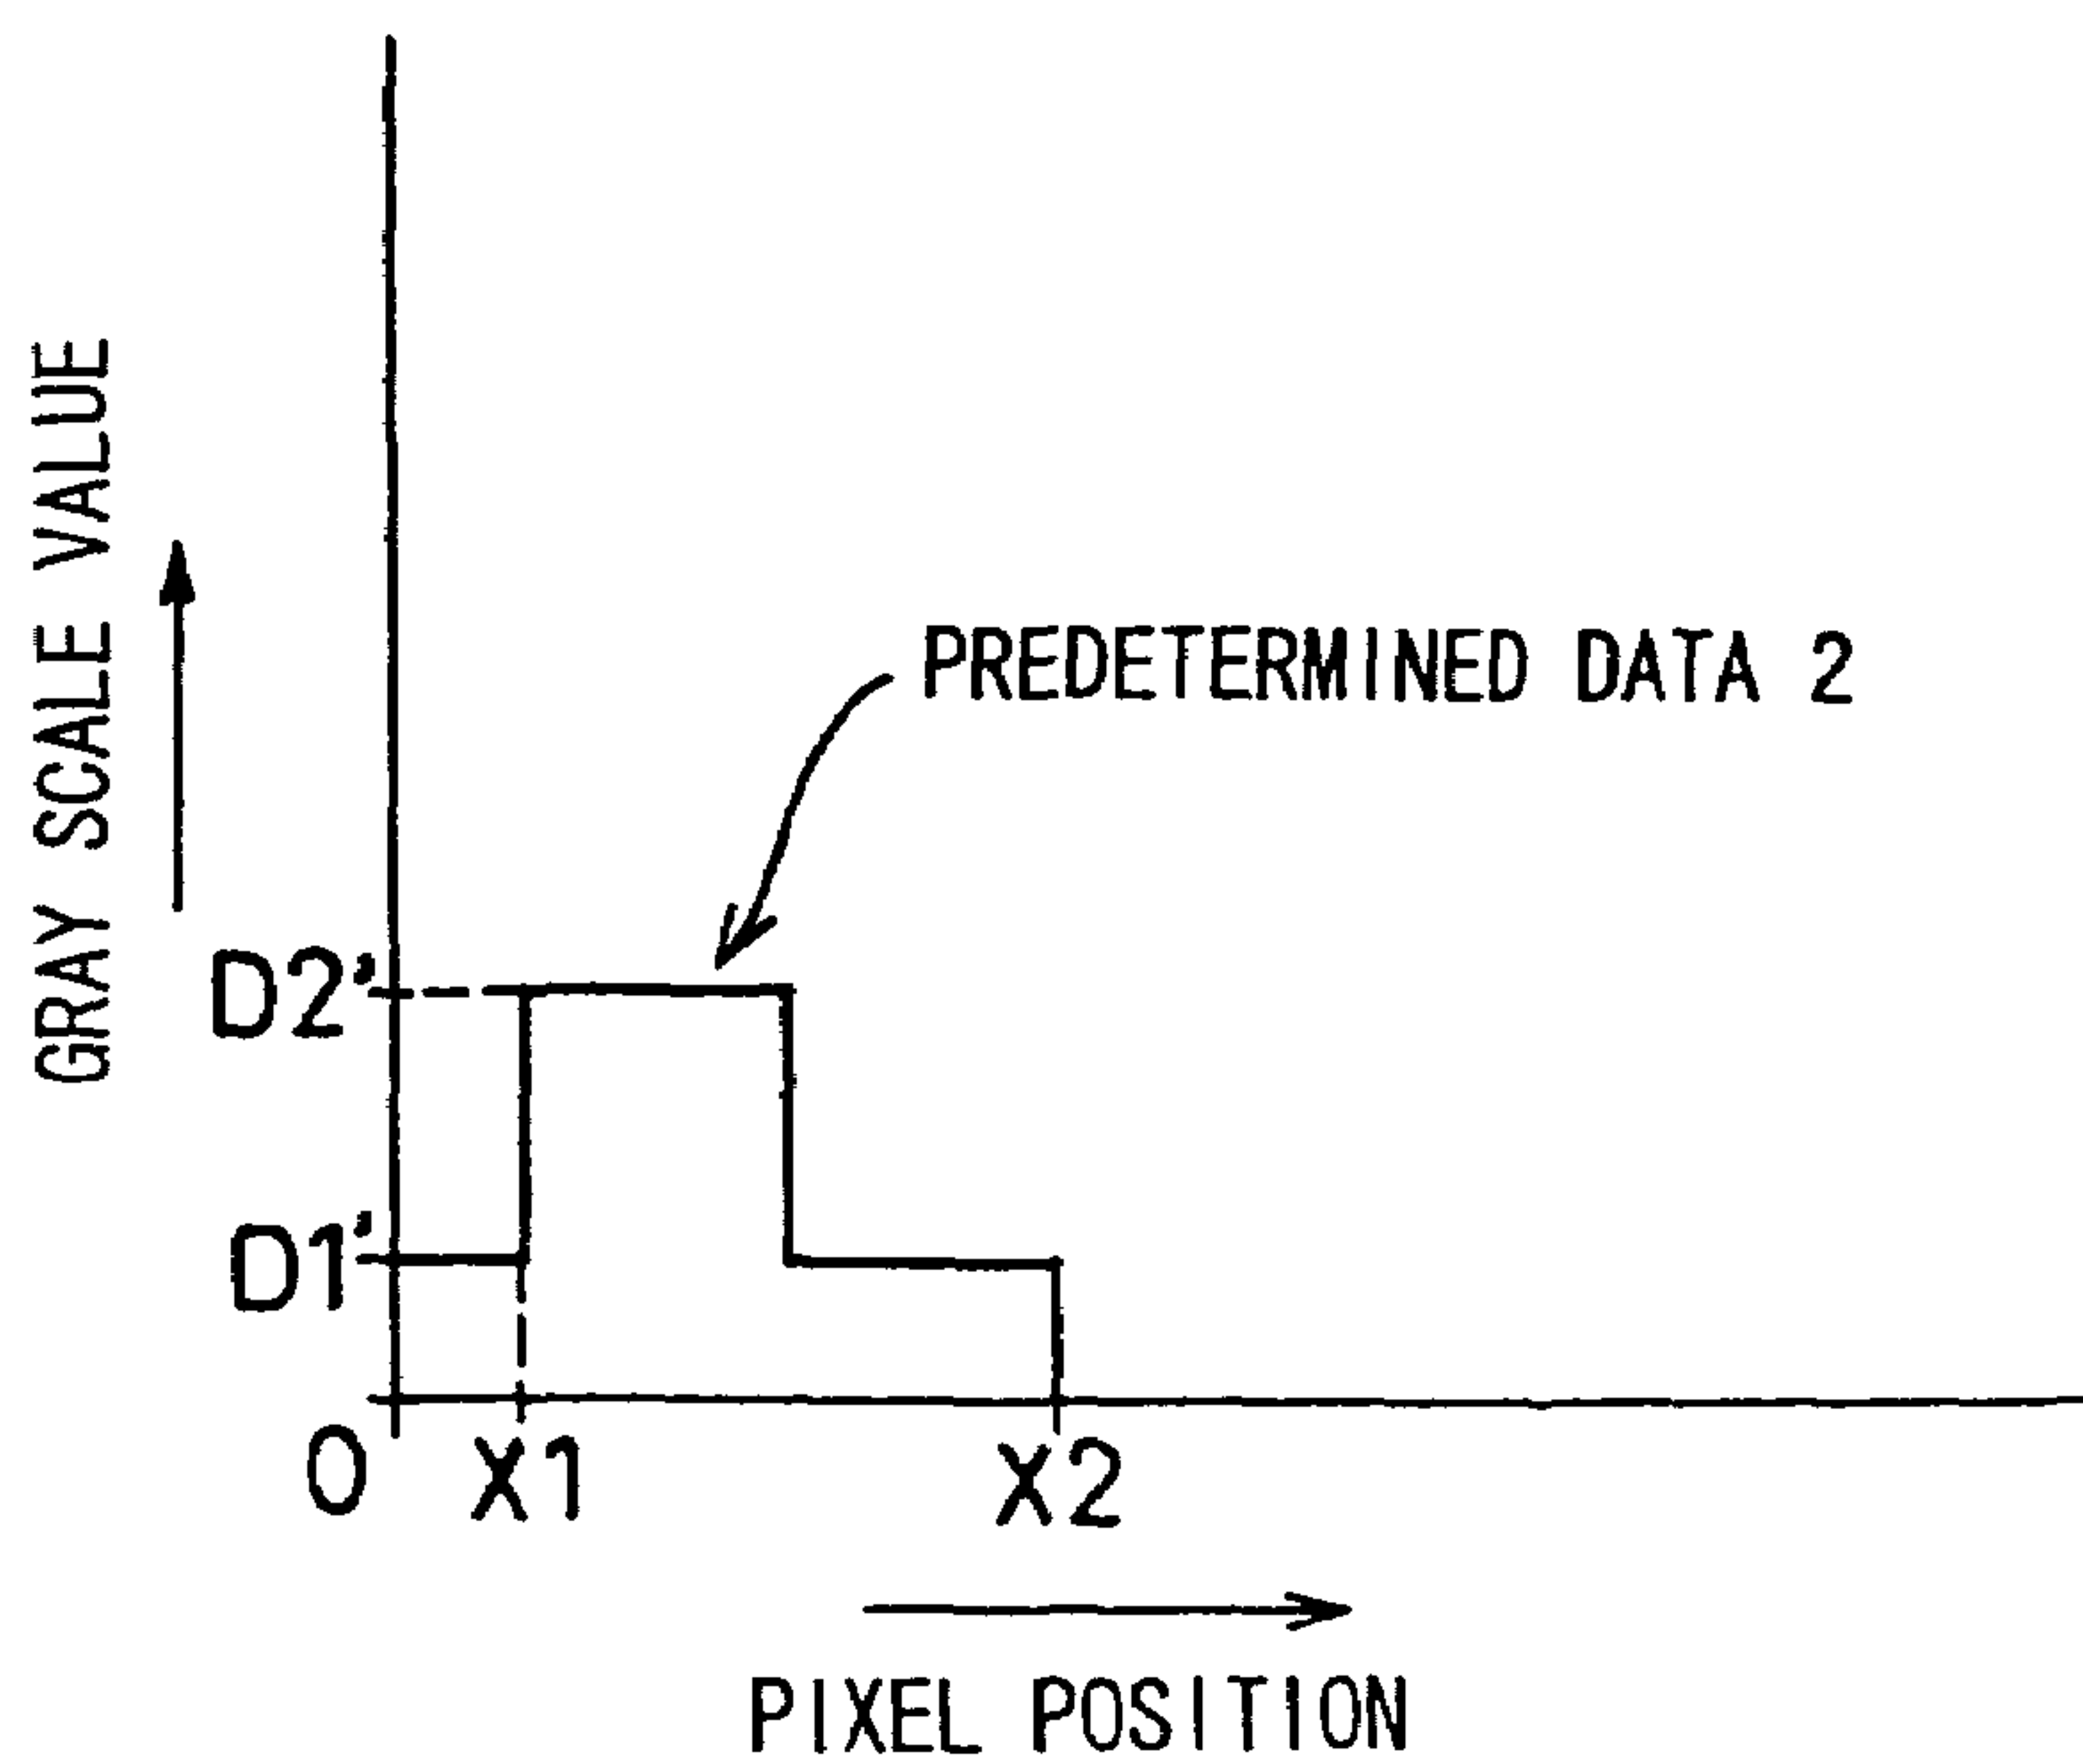 GRAY SCALE VALUE
PREDETERMINED DATA 2
D2'
D1'
0
X1
X2
PIXEL POSITION